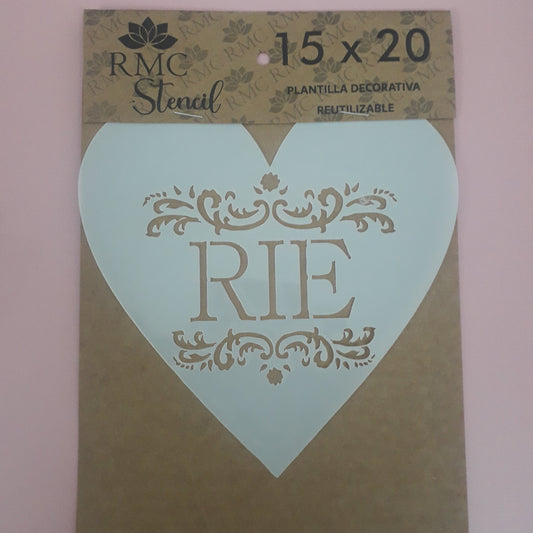 RMC
Stencil
15 x 20
PLANTILLA DECORATIVA
REUTILIZABLE
RIE